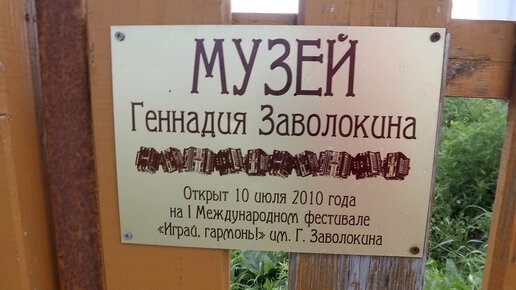 МУЗЕЙ
Геннадия Заволокина
Открыт 10 июля 2010 года
на I Международном фестивале
«Играй, гармонь!» им. Г. Заволокина